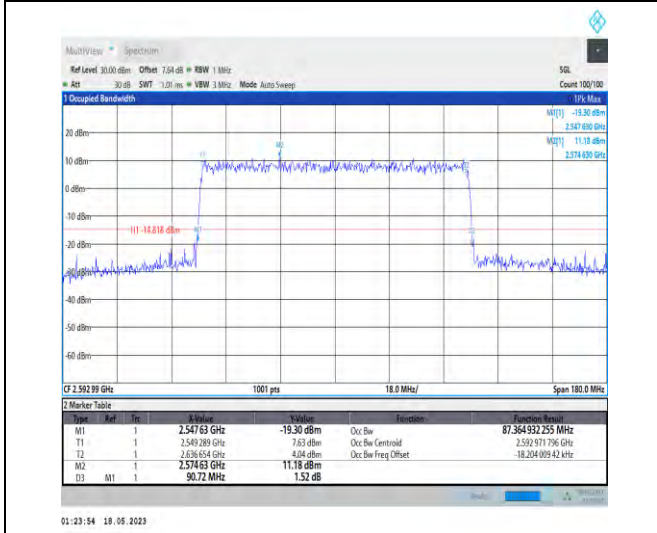 MultiView Spectrum
Ref Level 30.00 dBm Offset 7.64 dB RBW 1 MHz SGL
Att 30 dB SWT 1.01 ms VBW 3 MHz Mode Auto Sweep Count 100/100
1 Occupied Bandwidth 1Pk Max
M1[1] -19.30 dBm
2.547 630 GHz
M2[1] 11.18 dBm
2.574 630 GHz
20 dBm
M2
T1
10 dBm
0 dBm
-10 dBm
H1 -14.818 dBm
-30 dBm
-40 dBm
-50 dBm
-60 dBm
CF 2.592 99 GHz 1001 pts 18.0 MHz/ Span 180.0 MHz
2 Marker Table
Type Ref Trc X-Value Y-Value Function Function Result
M1 1 2.547 63 GHz -19.30 dBm Occ Bw 87.364 932 255 MHz
T1 1 2.549 289 GHz 7.63 dBm Occ Bw Centroid 2.592 971 796 GHz
T2 1 2.636 654 GHz 4.04 dBm Occ Bw Freq Offset -18.204 009 42 kHz
M2 1 2.574 63 GHz 11.18 dBm
D3 M1 1 90.72 MHz 1.52 dB
Ready
01:23:54 18.05.2023